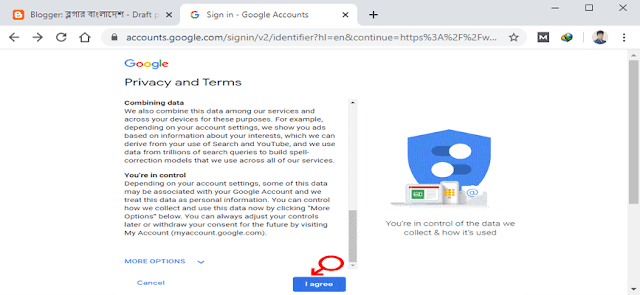 Blogger: ব্লগার বাংলাদেশ - Draft p
Sign in - Google Accounts
accounts.google.com/signin/v2/identifier?hl=en&continue=https%3A%2F%2Fw...
Google
Privacy and Terms
Combining data
We also combine this data among our services and
across your devices for these purposes. For example,
depending on your account settings, we show you ads
based on information about your interests, which we can
derive from your use of Search and YouTube, and we use
data from trillions of search queries to build spell-
correction models that we use across all of our services.
You're in control
Depending on your account settings, some of this data
may be associated with your Google Account and we
treat this data as personal information. You can control
how we collect and use this data now by clicking "More
Options" below. You can always adjust your controls
later or withdraw your consent for the future by visiting
My Account (myaccount.google.com).
You're in control of the data we
collect & how it's used
MORE OPTIONS
Cancel
I agree